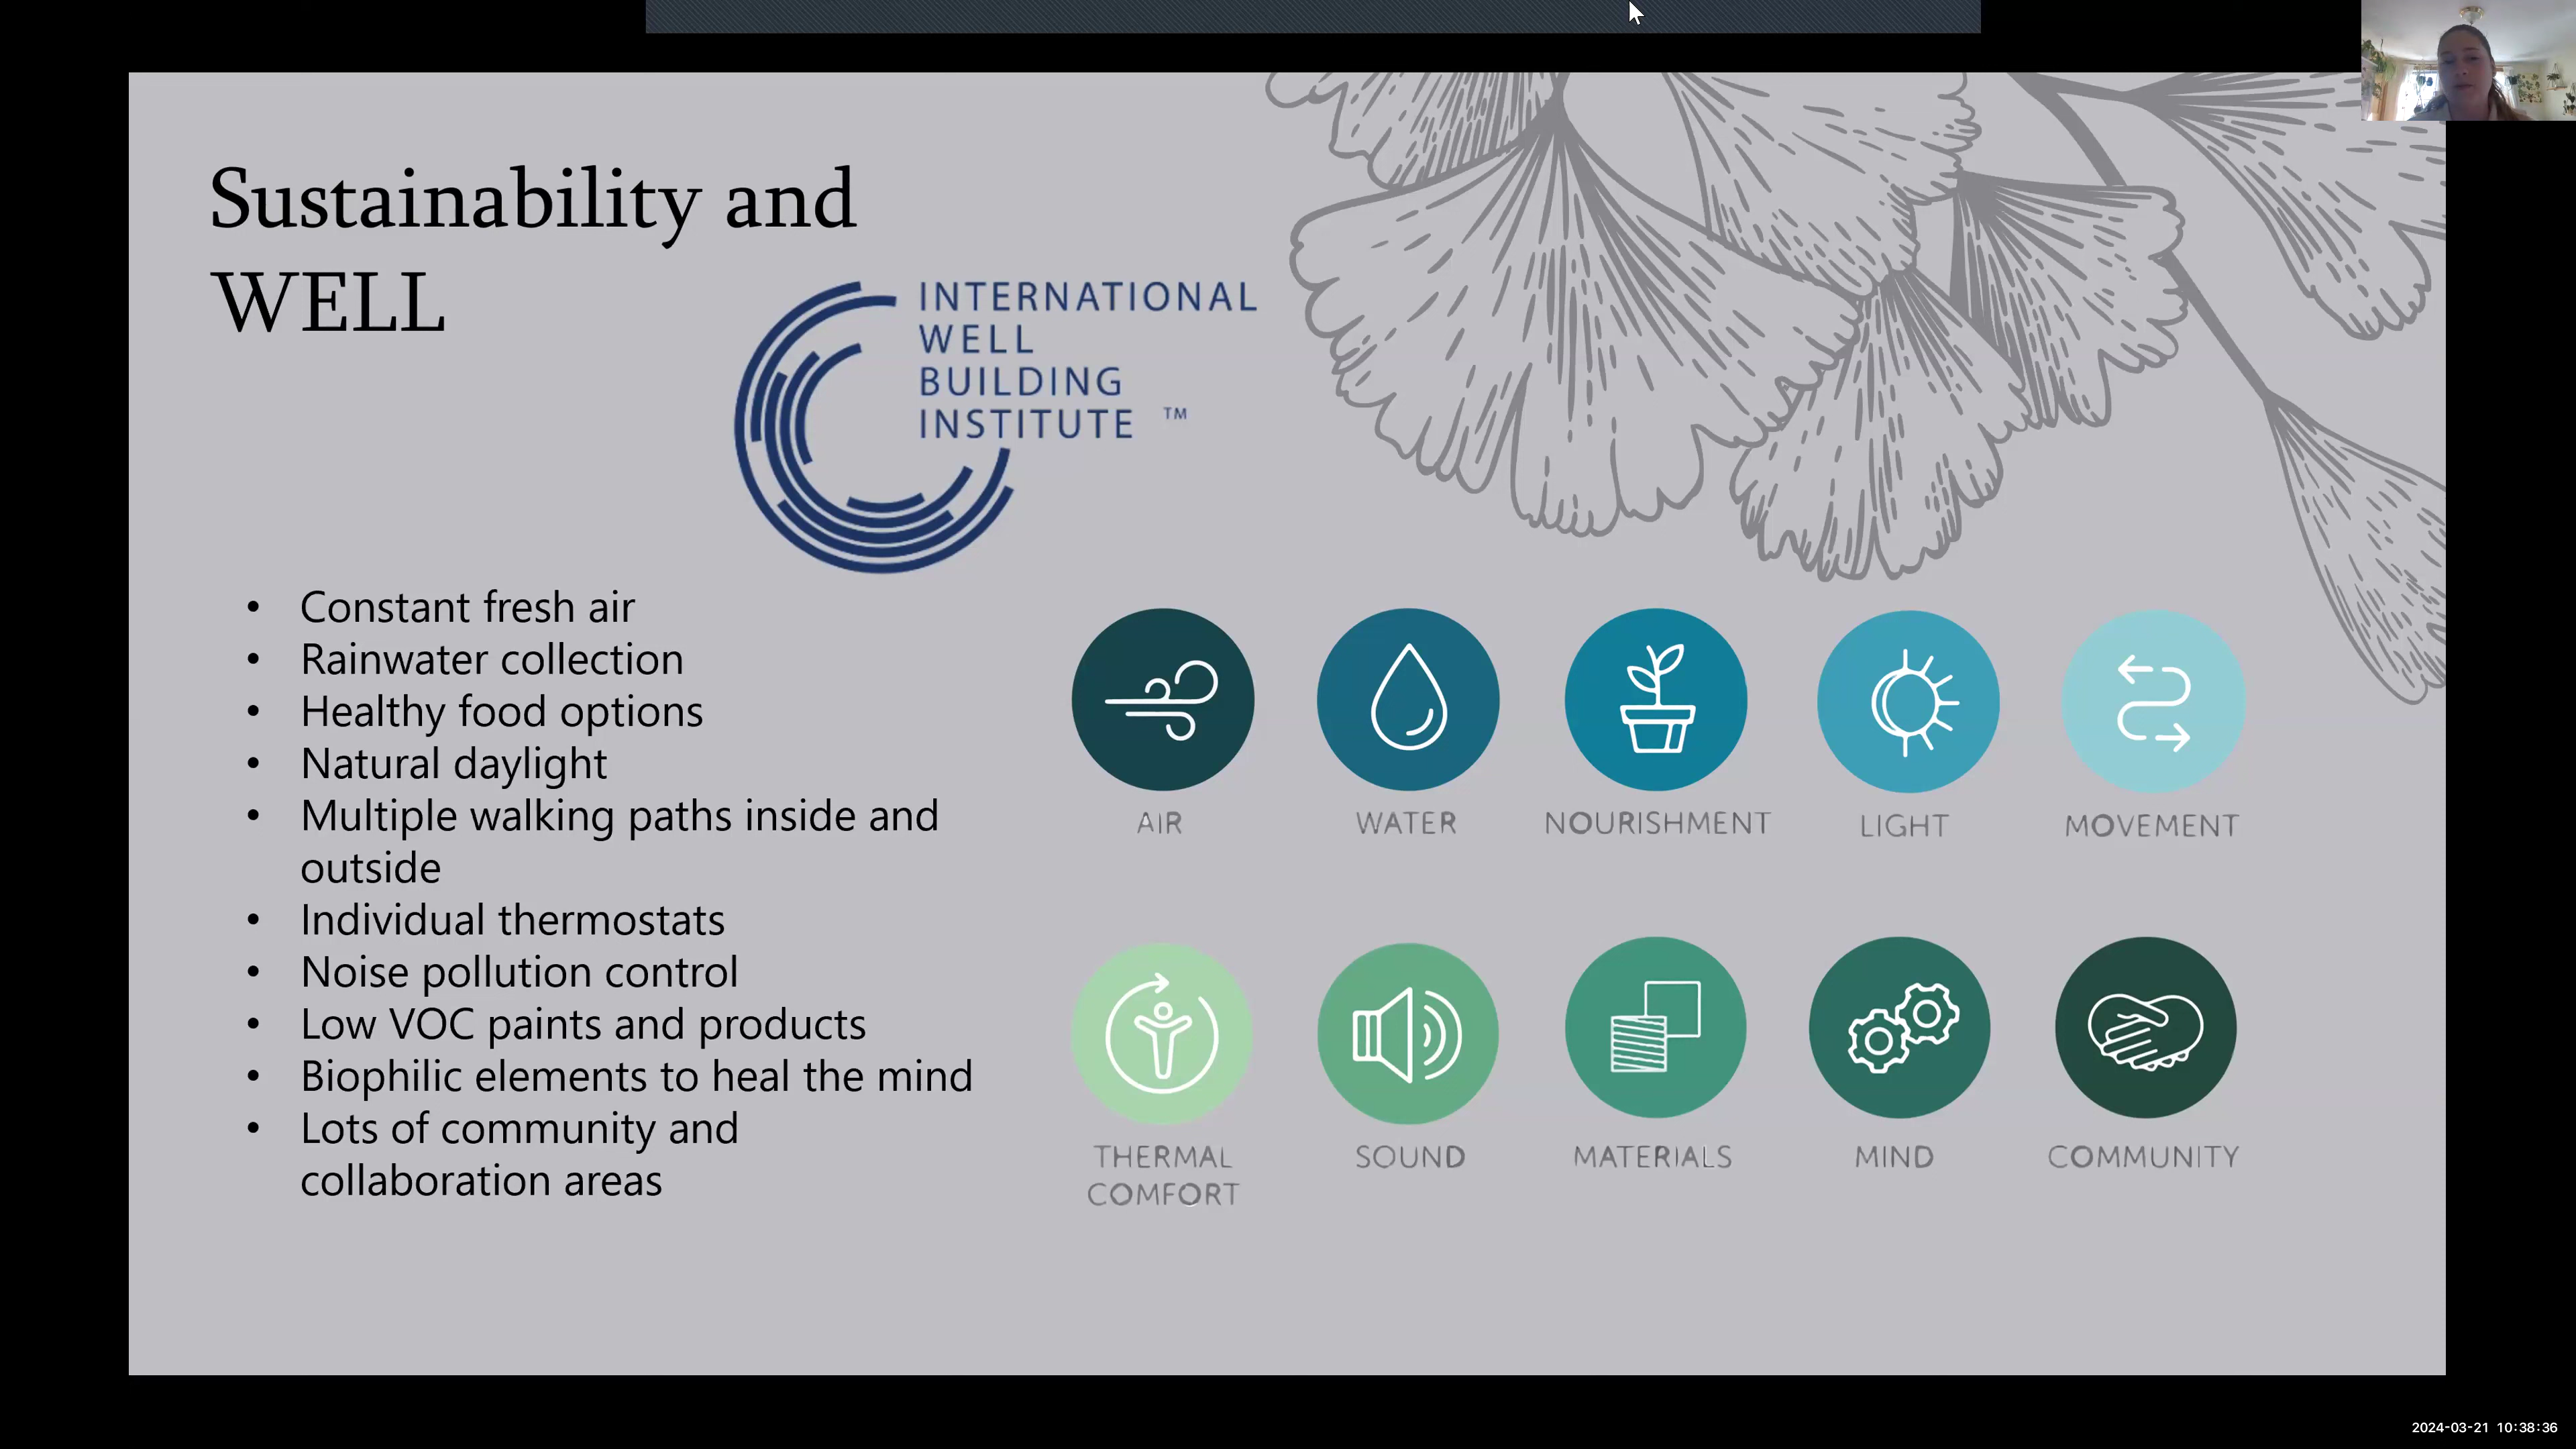 Sustainability and
WELL
INTERNATIONAL
WELL
BUILDING
INSTITUTE ™
• Constant fresh air
• Rainwater collection
• Healthy food options
• Natural daylight
• Multiple walking paths inside and
outside
• Individual thermostats
• Noise pollution control
• Low VOC paints and products
• Biophilic elements to heal the mind
• Lots of community and
collaboration areas
AIR
WATER
NOURISHMENT
LIGHT
MOVEMENT
THERMAL
COMFORT
SOUND
MATERIALS
MIND
COMMUNITY
2024-03-21 10:38:36